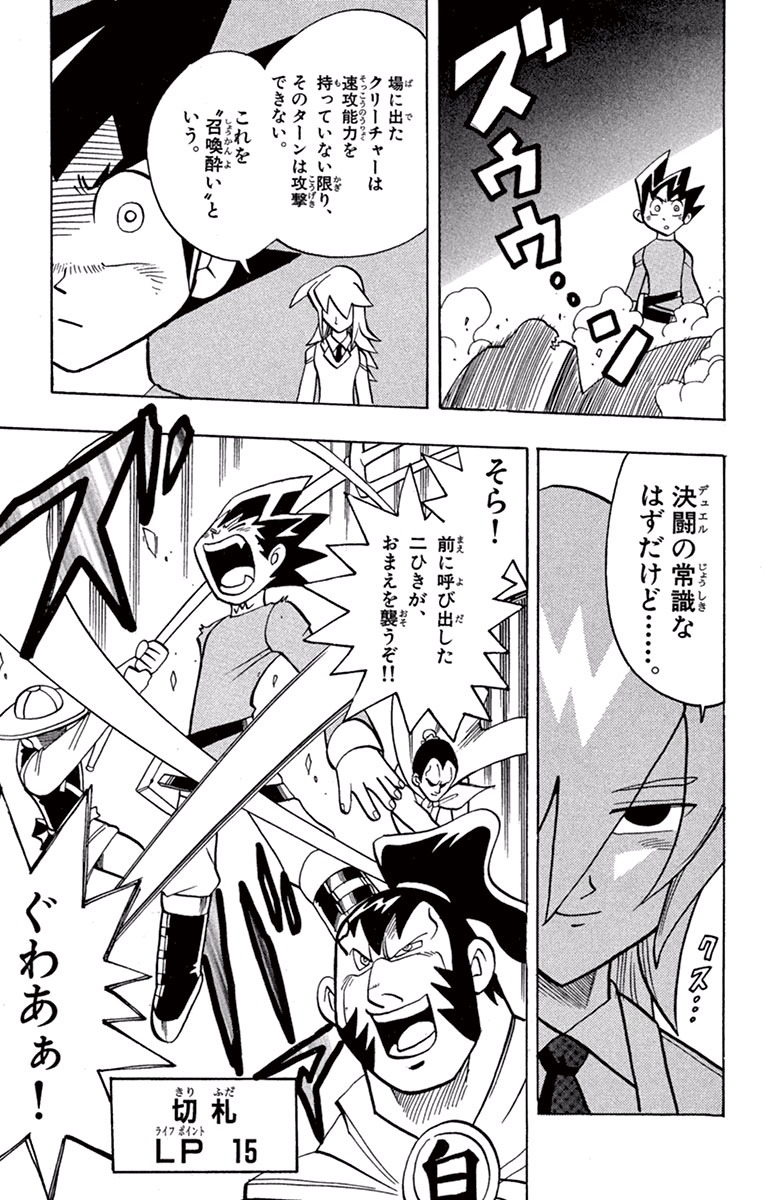 ズゥウウ…ン
場に出た
クリーチャーは
速攻能力を
持っていない限り、
そのターンは攻撃
できない。
これを
〝召喚酔い〟と
いう。
決闘の常識な
はずだけど……。
クス…
そら！
前に呼び出した
二ひきが、
おまえを襲うぞ!!
ズ
バ
ぐわあぁ！
切札
LP 15
白